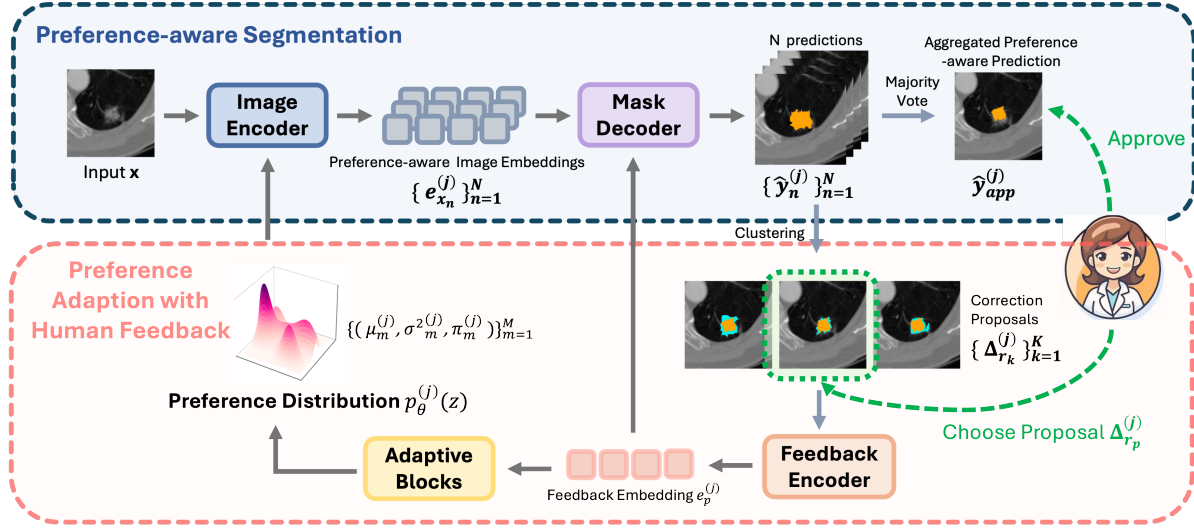 Preference-aware Segmentation
Input x
Image
Encoder
Preference-aware Image Embeddings
{ e_{x_n}^{(j)} }_{n=1}^{N}
Mask
Decoder
N predictions
{ ŷ_n^{(j)} }_{n=1}^{N}
Majority
Vote
Aggregated Preference
-aware Prediction
ŷ_{app}^{(j)}
Approve
Clustering
Preference
Adaption with
Human Feedback
{( μ_m^{(j)}, σ²_m^{(j)}, π_m^{(j)} )}_{m=1}^{M}
Preference Distribution p_θ^{(j)}(z)
Correction
Proposals
{ Δ_{r_k}^{(j)} }_{k=1}^{K}
Choose Proposal Δ_{r_p}^{(j)}
Feedback
Encoder
Feedback Embedding e_p^{(j)}
Adaptive
Blocks